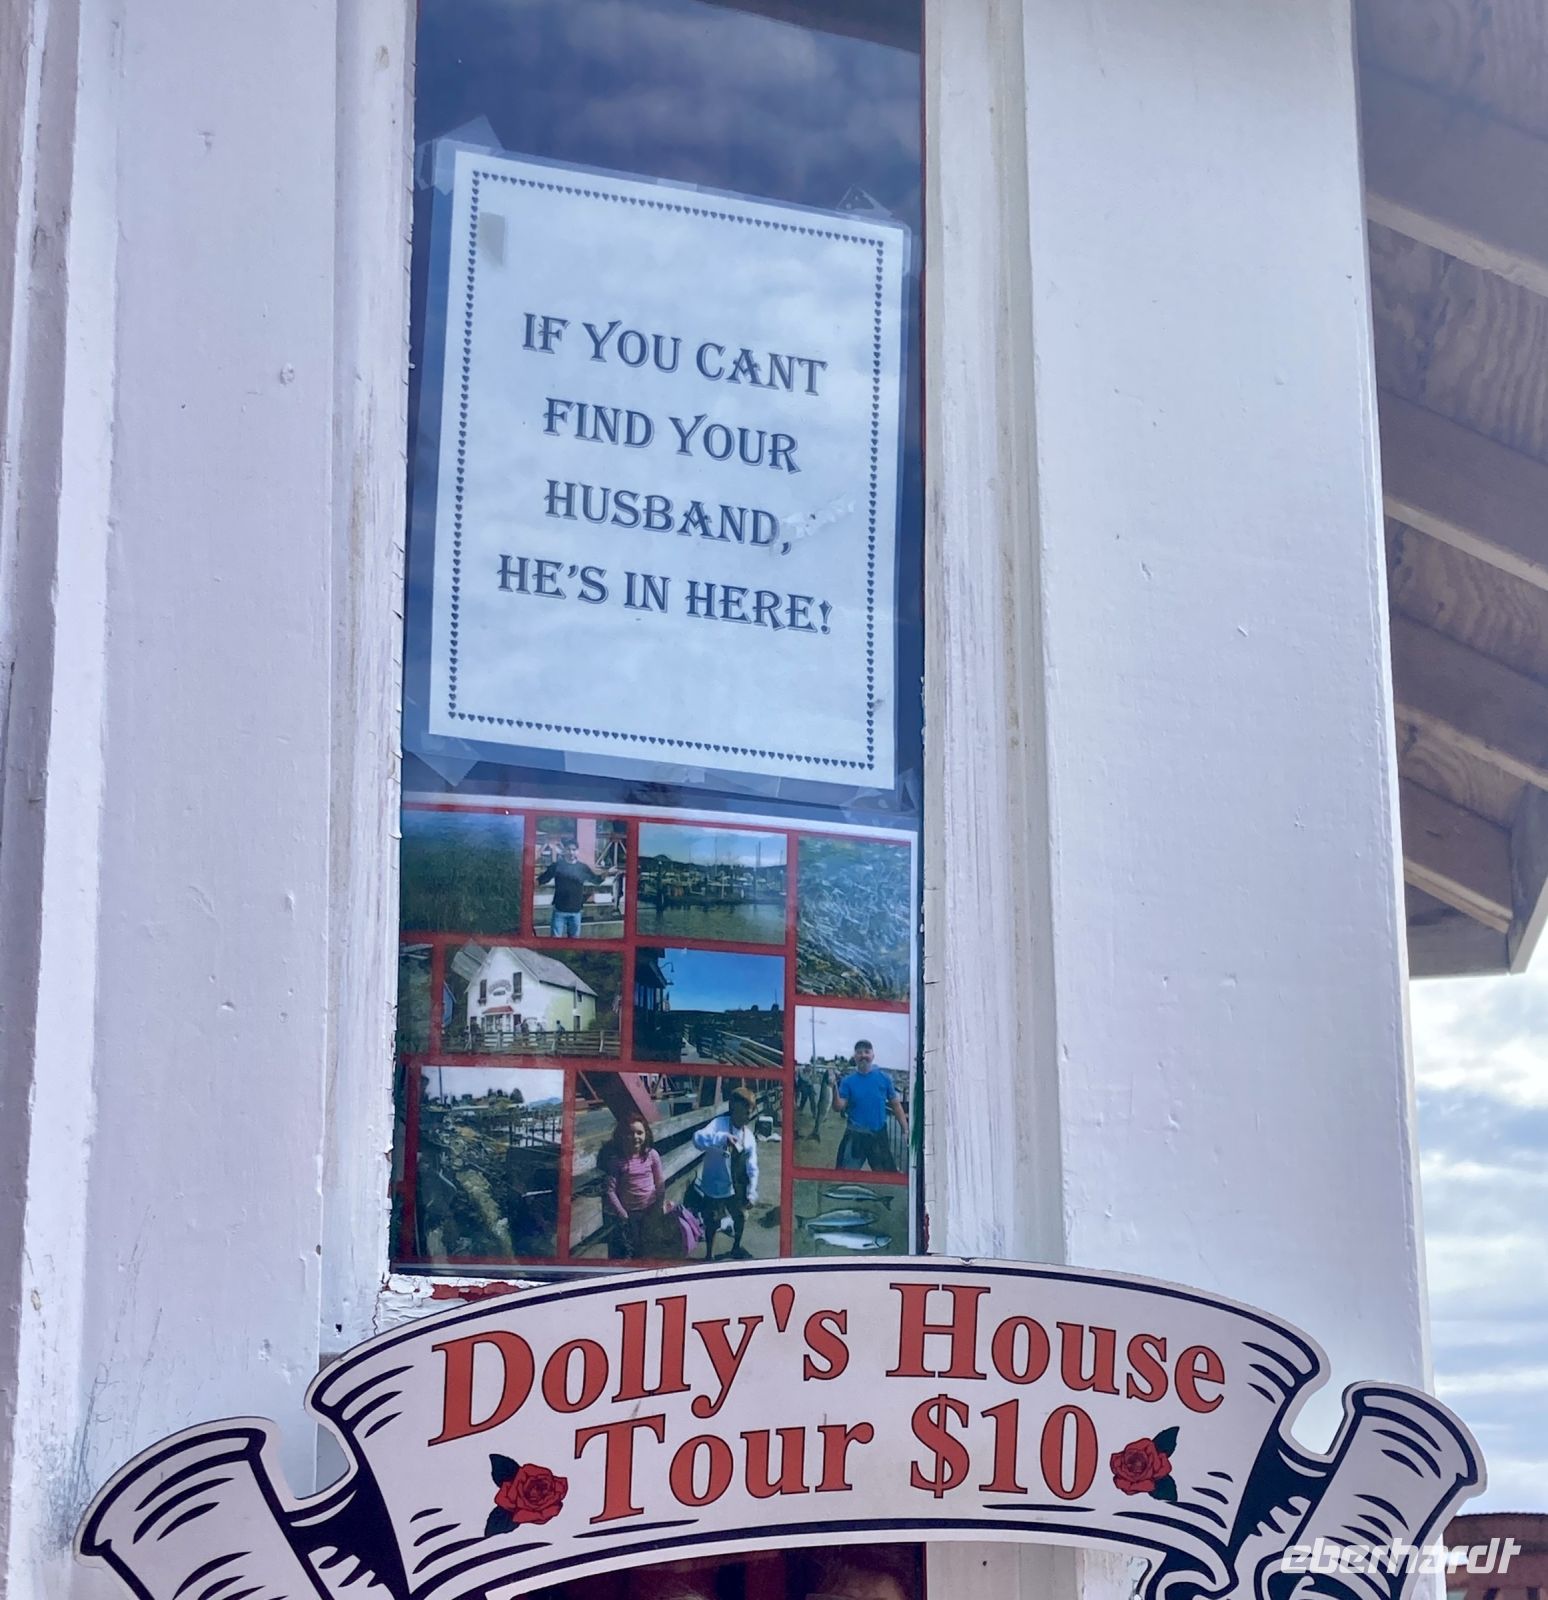 IF YOU CANT
FIND YOUR
HUSBAND,
HE'S IN HERE!
Dolly's House
Tour $10
eberhardt